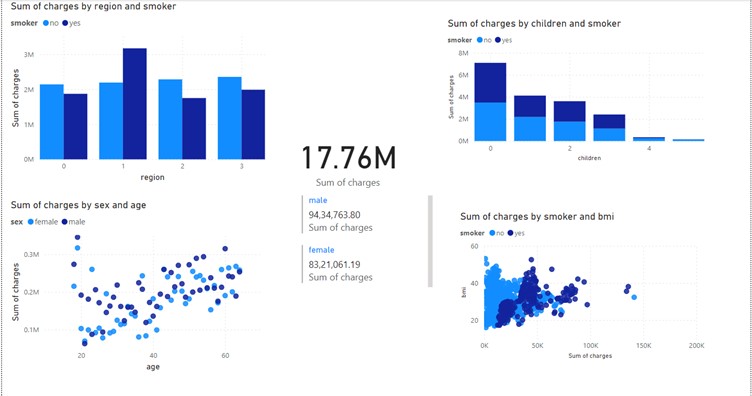 Sum of charges by region and smoker
smoker no yes
Sum of charges
3M
2M
1M
0M
0 1 2 3
region
Sum of charges by children and smoker
smoker no yes
Sum of charges
8M
6M
4M
2M
0M
0 2 4
children
17.76M
Sum of charges
male
94,34,763.80
Sum of charges
female
83,21,061.19
Sum of charges
Sum of charges by sex and age
sex female male
Sum of charges
0.3M
0.2M
0.1M
20 40 60
age
Sum of charges by smoker and bmi
smoker no yes
bmi
60
40
20
0K 50K 100K 150K 200K
Sum of charges